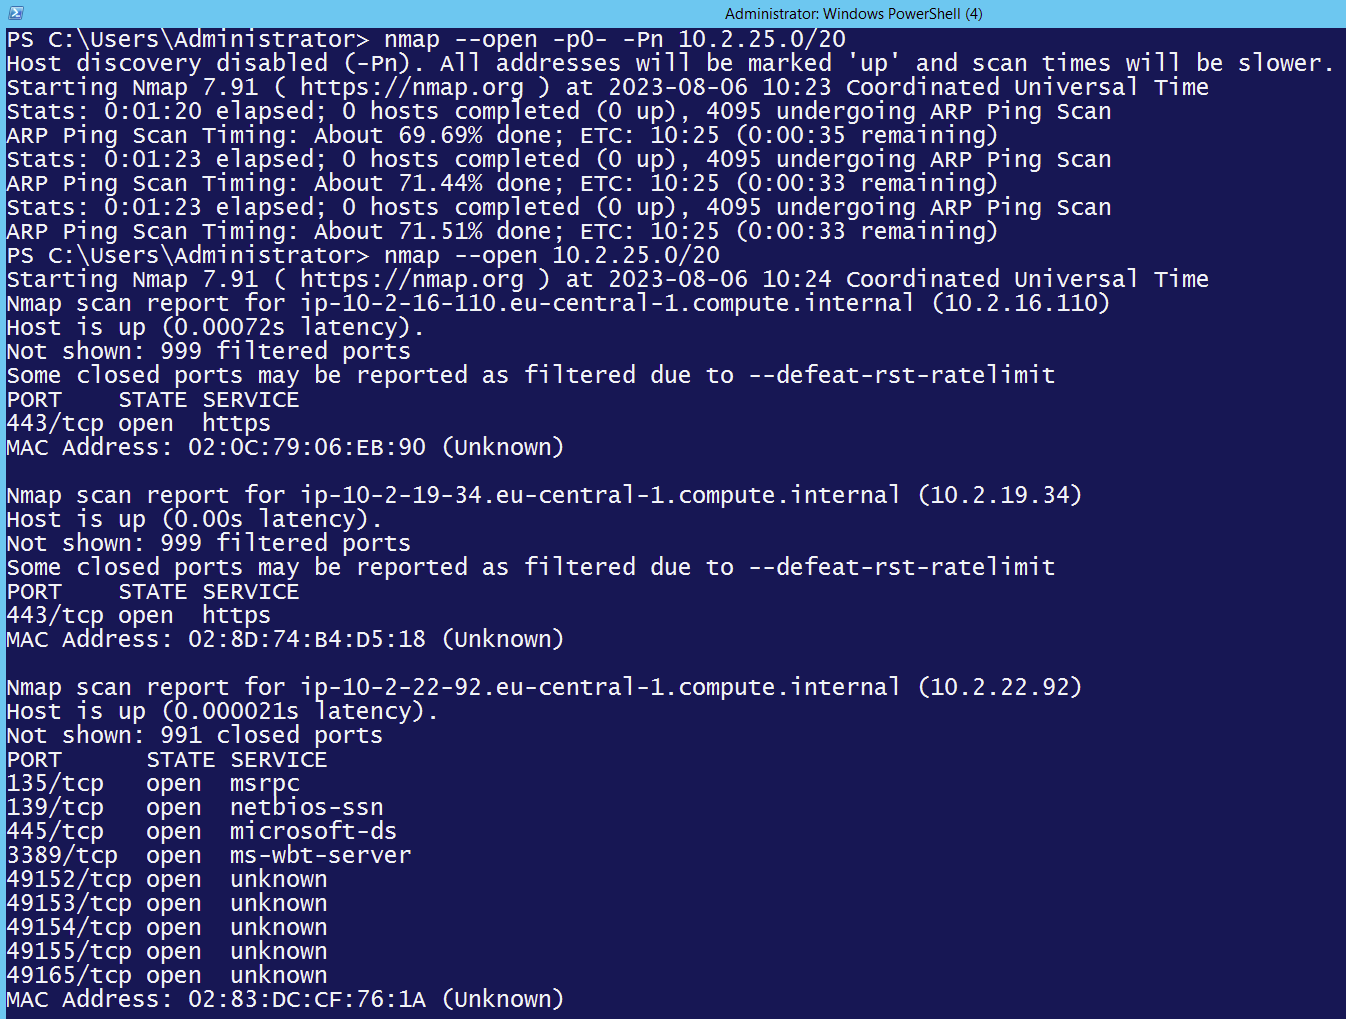 Administrator: Windows PowerShell (4)
PS C:\Users\Administrator> nmap --open -p0- -Pn 10.2.25.0/20
Host discovery disabled (-Pn). All addresses will be marked 'up' and scan times will be slower.
Starting Nmap 7.91 ( https://nmap.org ) at 2023-08-06 10:23 Coordinated Universal Time
Stats: 0:01:20 elapsed; 0 hosts completed (0 up), 4095 undergoing ARP Ping Scan
ARP Ping Scan Timing: About 69.69% done; ETC: 10:25 (0:00:35 remaining)
Stats: 0:01:23 elapsed; 0 hosts completed (0 up), 4095 undergoing ARP Ping Scan
ARP Ping Scan Timing: About 71.44% done; ETC: 10:25 (0:00:33 remaining)
Stats: 0:01:23 elapsed; 0 hosts completed (0 up), 4095 undergoing ARP Ping Scan
ARP Ping Scan Timing: About 71.51% done; ETC: 10:25 (0:00:33 remaining)
PS C:\Users\Administrator> nmap --open 10.2.25.0/20
Starting Nmap 7.91 ( https://nmap.org ) at 2023-08-06 10:24 Coordinated Universal Time
Nmap scan report for ip-10-2-16-110.eu-central-1.compute.internal (10.2.16.110)
Host is up (0.00072s latency).
Not shown: 999 filtered ports
Some closed ports may be reported as filtered due to --defeat-rst-ratelimit
PORT    STATE SERVICE
443/tcp open  https
MAC Address: 02:0C:79:06:EB:90 (Unknown)

Nmap scan report for ip-10-2-19-34.eu-central-1.compute.internal (10.2.19.34)
Host is up (0.00s latency).
Not shown: 999 filtered ports
Some closed ports may be reported as filtered due to --defeat-rst-ratelimit
PORT    STATE SERVICE
443/tcp open  https
MAC Address: 02:8D:74:B4:D5:18 (Unknown)

Nmap scan report for ip-10-2-22-92.eu-central-1.compute.internal (10.2.22.92)
Host is up (0.000021s latency).
Not shown: 991 closed ports
PORT      STATE SERVICE
135/tcp   open  msrpc
139/tcp   open  netbios-ssn
445/tcp   open  microsoft-ds
3389/tcp  open  ms-wbt-server
49152/tcp open  unknown
49153/tcp open  unknown
49154/tcp open  unknown
49155/tcp open  unknown
49165/tcp open  unknown
MAC Address: 02:83:DC:CF:76:1A (Unknown)